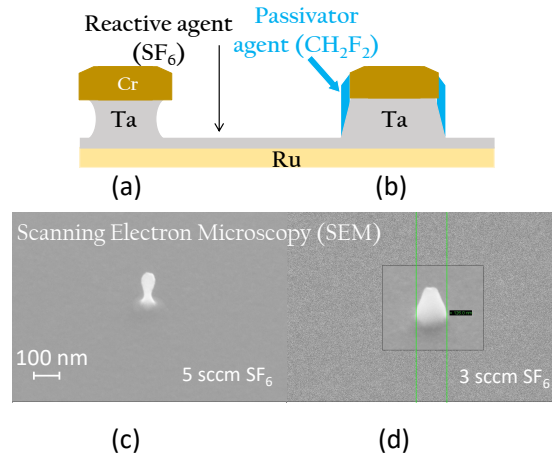 Reactive agent
(SF6)
Passivator
agent (CH2F2)
Cr
Ta
Ta
Ru
(a)
(b)
Scanning Electron Microscopy (SEM)
100 nm
5 sccm SF6
3 sccm SF6
(c)
(d)